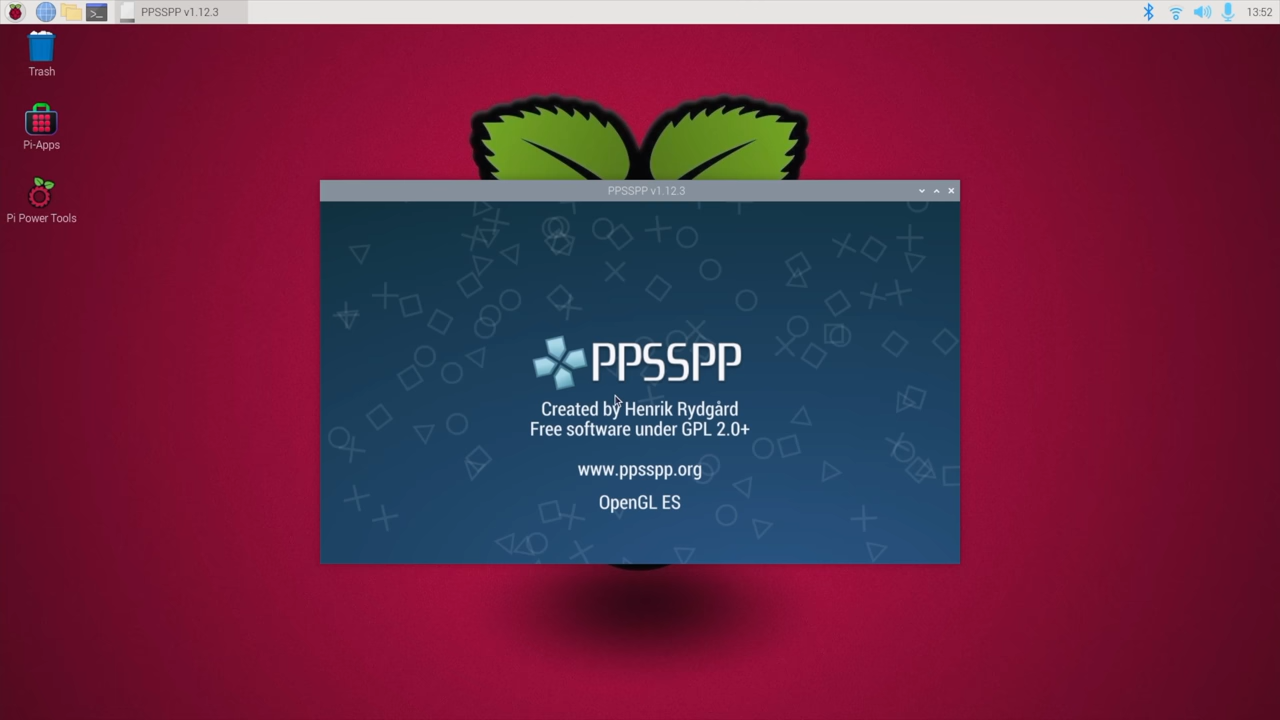 PPSSPP v1.12.3
13:52
Trash
Pi-Apps
Pi Power Tools
PPSSPP v1.12.3
PPSSPP
Created by Henrik Rydgård
Free software under GPL 2.0+
www.ppsspp.org
OpenGL ES